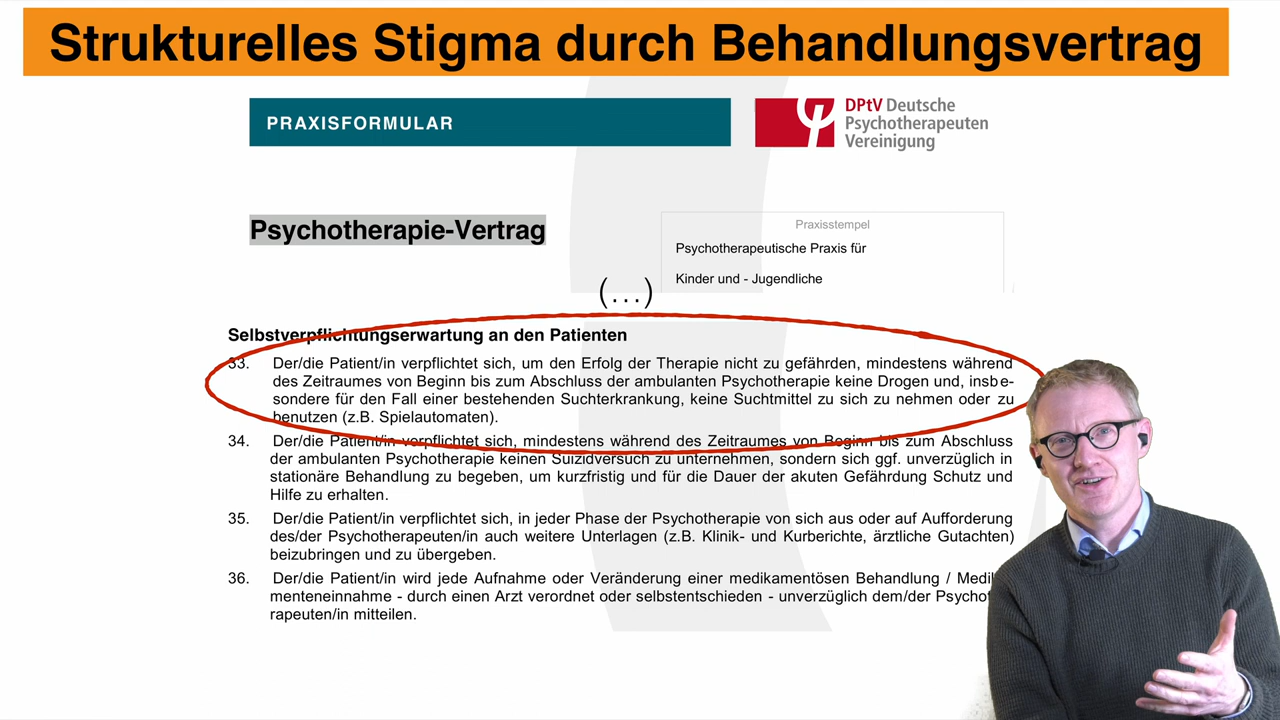 Strukturelles Stigma durch Behandlungsvertrag
PRAXISFORMULAR
DPtV Deutsche
Psychotherapeuten
Vereinigung
Psychotherapie-Vertrag
Praxisstempel
Psychotherapeutische Praxis für
Kinder und - Jugendliche
(...)
Selbstverpflichtungserwartung an den Patienten
33. Der/die Patient/in verpflichtet sich, um den Erfolg der Therapie nicht zu gefährden, mindestens während
des Zeitraumes von Beginn bis zum Abschluss der ambulanten Psychotherapie keine Drogen und, insbe-
sondere für den Fall einer bestehenden Suchterkrankung, keine Suchtmittel zu sich zu nehmen oder zu
benutzen (z.B. Spielautomaten).
34. Der/die Patient/in verpflichtet sich, mindestens während des Zeitraumes von Beginn bis zum Abschluss
der ambulanten Psychotherapie keinen Suizidversuch zu unternehmen, sondern sich ggf. unverzüglich in
stationäre Behandlung zu begeben, um kurzfristig und für die Dauer der akuten Gefährdung Schutz und
Hilfe zu erhalten.
35. Der/die Patient/in verpflichtet sich, in jeder Phase der Psychotherapie von sich aus oder auf Aufforderung
des/der Psychotherapeuten/in auch weitere Unterlagen (z.B. Klinik- und Kurberichte, ärztliche Gutachten)
beizubringen und zu übergeben.
36. Der/die Patient/in wird jede Aufnahme oder Veränderung einer medikamentösen Behandlung /
menteneinnahme - durch einen Arzt verordnet oder selbstentschieden - unverzüglich dem/der
rapeuten/in mitteilen.